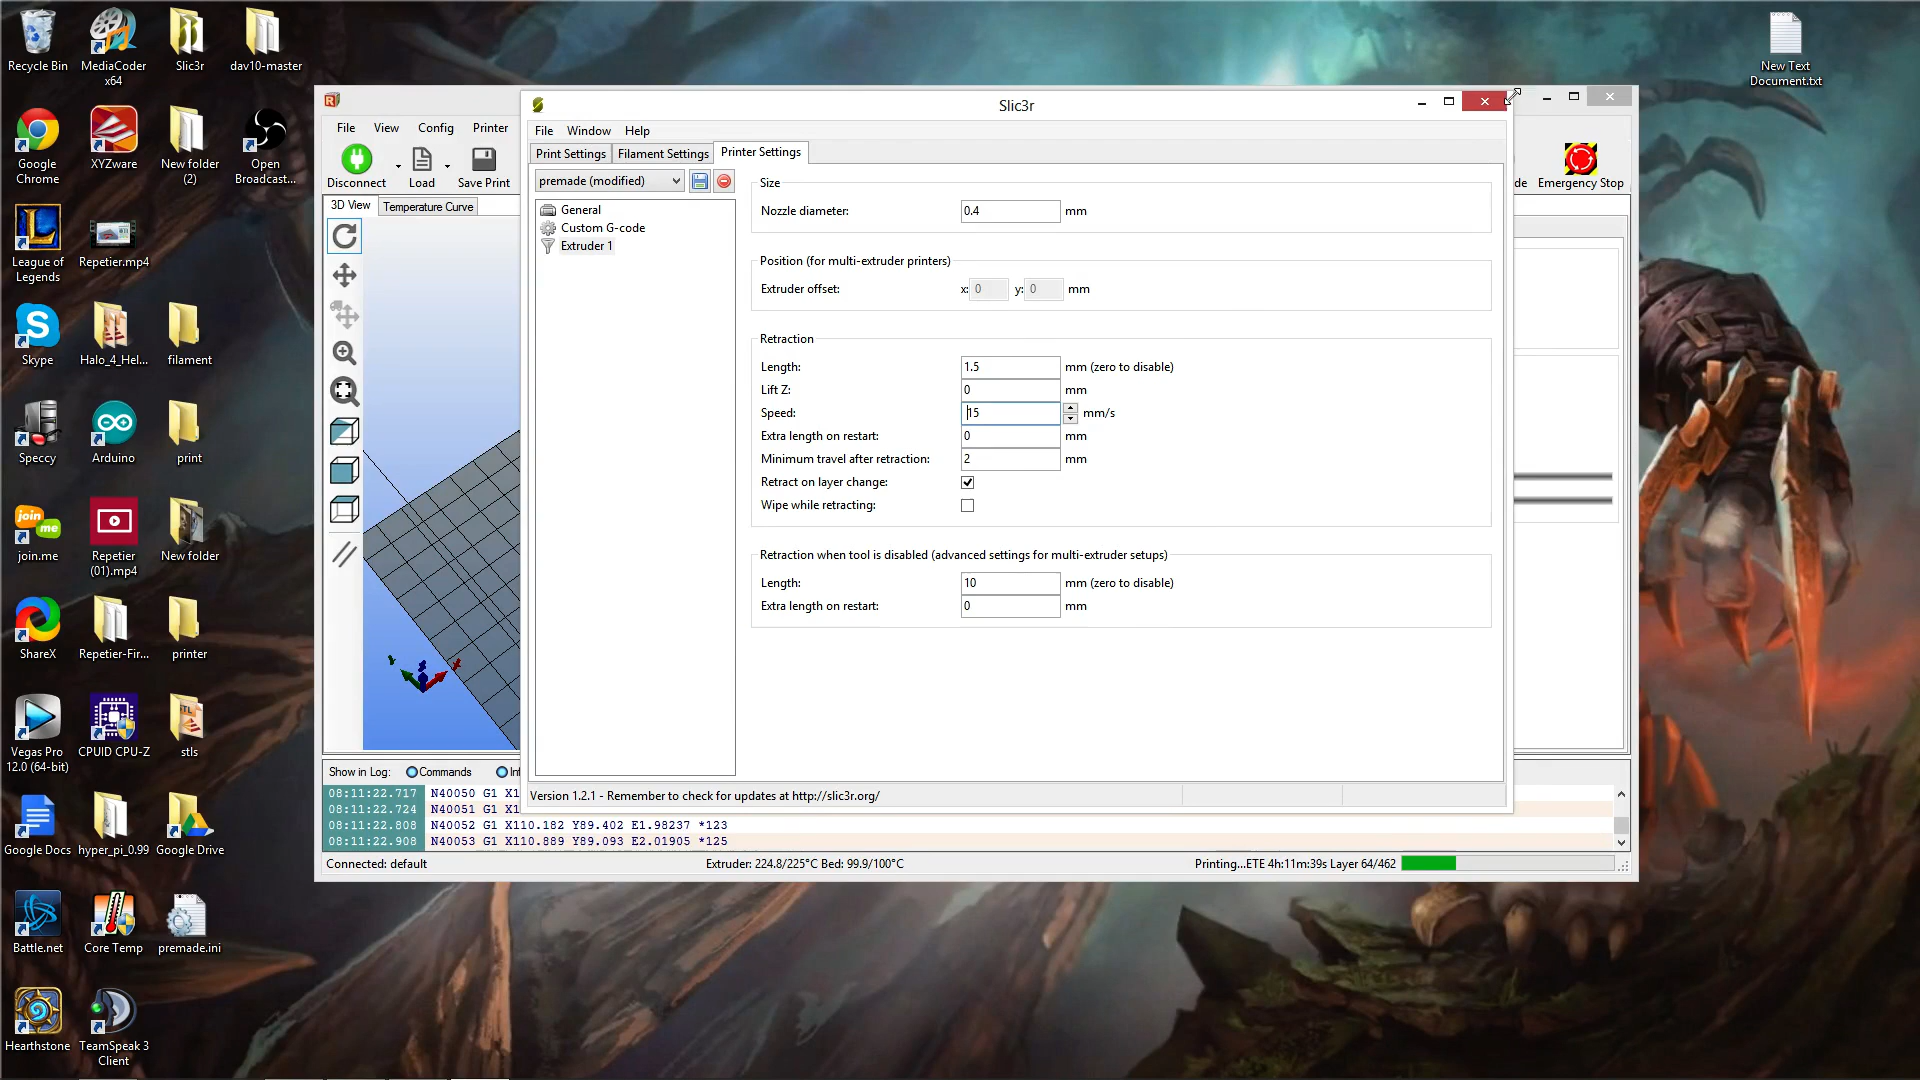 Recycle Bin
MediaCoder
x64
Slic3r
dav10-master
New Text
Document.txt
Google
Chrome
XYZware
New folder
(2)
Open
Broadcast...
League of
Legends
Repetier.mp4
Skype
Halo_4_Hel...
filament
Speccy
Arduino
print
join.me
Repetier
(01).mp4
New folder
ShareX
Repetier-Fir...
printer
Vegas Pro
12.0 (64-bit)
CPUID CPU-Z
stls
Google Docs
hyper_pi_0.99
Google Drive
Battle.net
Core Temp
premade.ini
Hearthstone
TeamSpeak 3
Client
File View Config Printer
Disconnect Load Save Print
de Emergency Stop
3D View Temperature Curve
Slic3r
File Window Help
Print Settings Filament Settings Printer Settings
premade (modified)
General
Custom G-code
Extruder 1
Size
Nozzle diameter: 0.4 mm
Position (for multi-extruder printers)
Extruder offset: x: 0 y: 0 mm
Retraction
Length: 1.5 mm (zero to disable)
Lift Z: 0 mm
Speed: 15 mm/s
Extra length on restart: 0 mm
Minimum travel after retraction: 2 mm
Retract on layer change:
Wipe while retracting:
Retraction when tool is disabled (advanced settings for multi-extruder setups)
Length: 10 mm (zero to disable)
Extra length on restart: 0 mm
Version 1.2.1 - Remember to check for updates at http://slic3r.org/
Show in Log: Commands
08:11:22.717 N40050 G1 X1
08:11:22.724 N40051 G1 X1
08:11:22.808 N40052 G1 X110.182 Y89.402 E1.98237 *123
08:11:22.908 N40053 G1 X110.889 Y89.093 E2.01905 *125
Connected: default Extruder: 224.8/225°C Bed: 99.9/100°C Printing...ETE 4h:11m:39s Layer 64/462